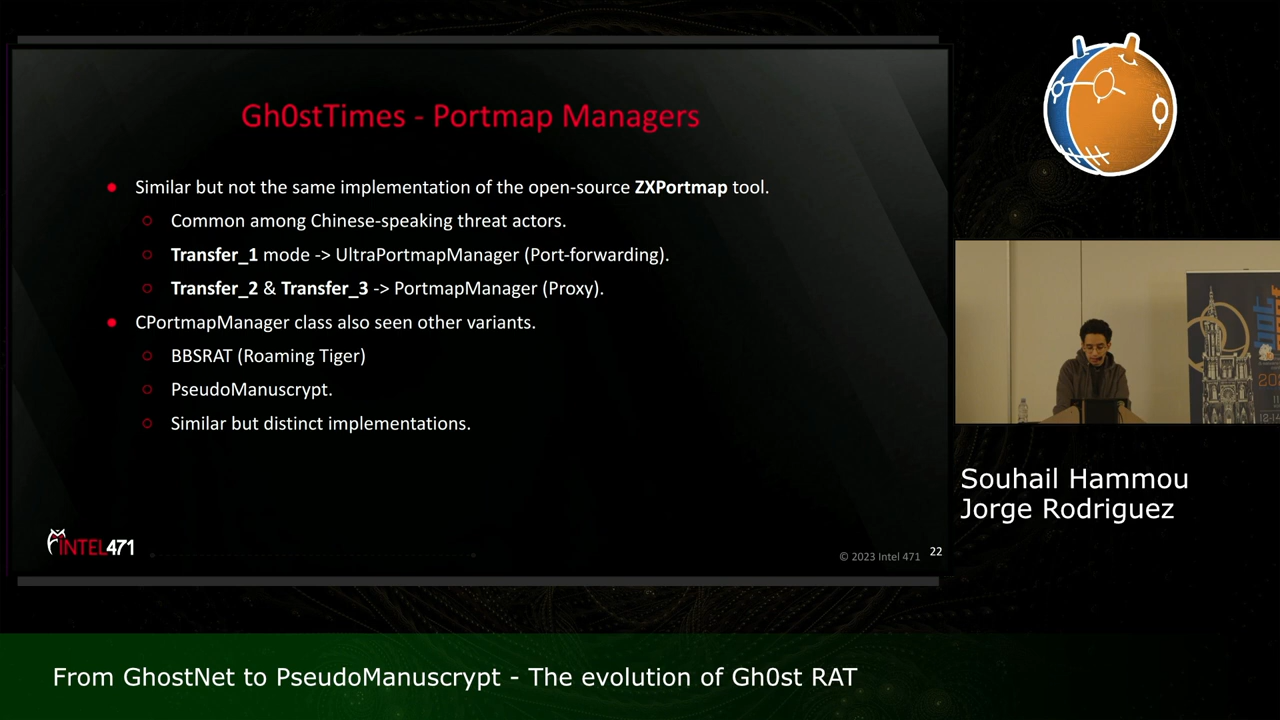 Gh0stTimes - Portmap Managers
Similar but not the same implementation of the open-source ZXPortmap tool.
Common among Chinese-speaking threat actors.
Transfer_1 mode -> UltraPortmapManager (Port-forwarding).
Transfer_2 & Transfer_3 -> PortmapManager (Proxy).
CPortmapManager class also seen other variants.
BBSRAT (Roaming Tiger)
PseudoManuscrypt.
Similar but distinct implementations.
INTEL471
© 2023 Intel 471 22
Souhail Hammou
Jorge Rodriguez
From GhostNet to PseudoManuscrypt - The evolution of Gh0st RAT